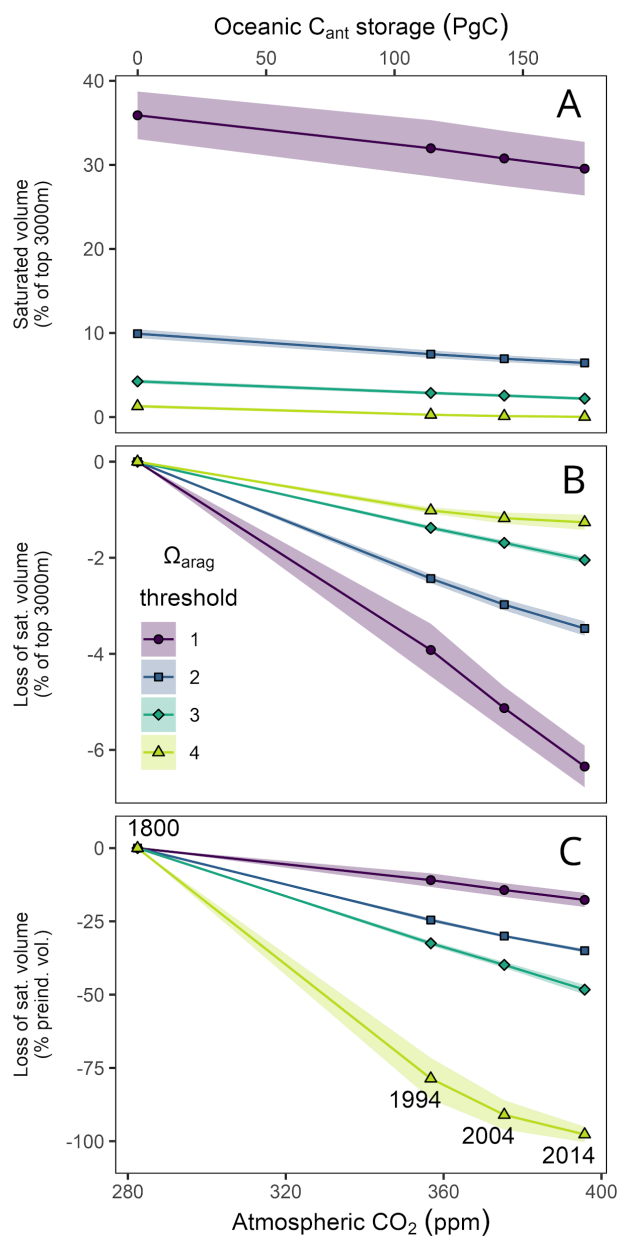 Oceanic Cant storage (PgC)
0 50 100 150
A
40
30
20
10
0
Saturated volume
(% of top 3000m)
B
0
-2
-4
-6
Loss of sat. volume
(% of top 3000m)
Ωarag
threshold
1
2
3
4
C
1800
0
-25
-50
-75
-100
Loss of sat. volume
(% preind. vol.)
1994
2004
2014
280 320 360 400
Atmospheric CO2 (ppm)